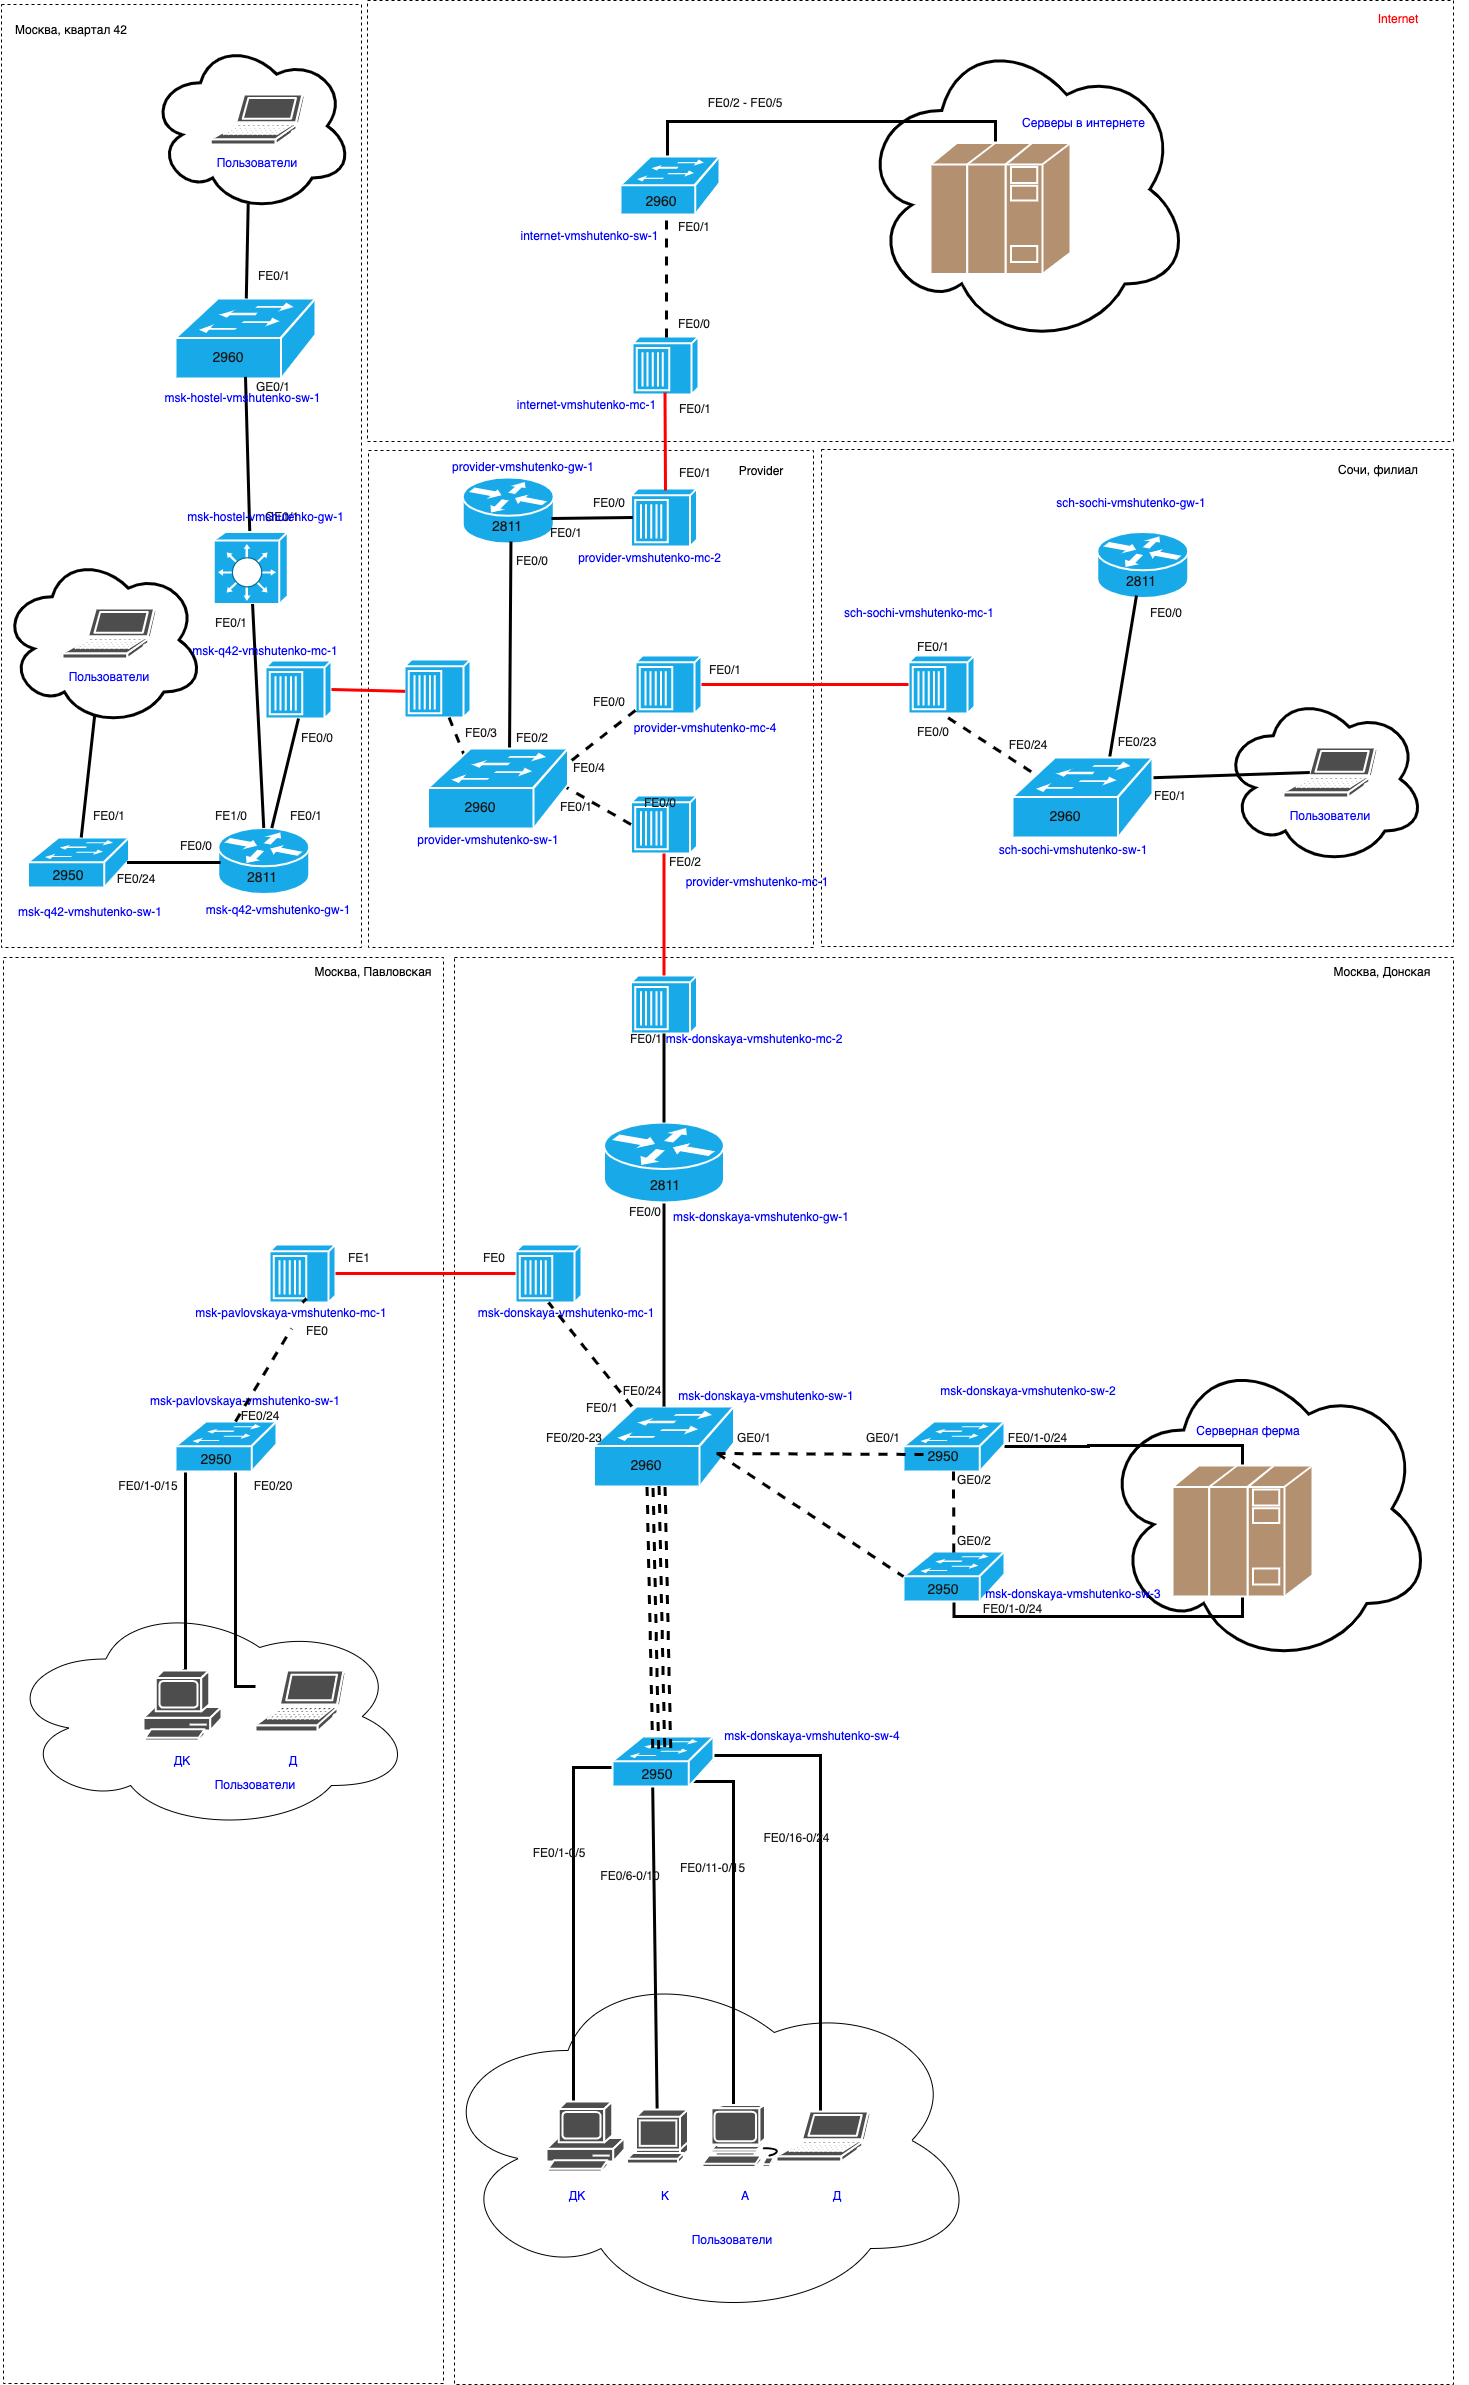 Москва, квартал 42
Пользователи
FE0/1
2960
GE0/1
msk-hostel-vmshutenko-sw-1
msk-hostel-vmshutenko-gw-1
GE0/1
FE0/1
msk-q42-vmshutenko-mc-1
Пользователи
FE0/0
FE0/1
FE1/0
FE0/1
FE0/0
2950
FE0/24
2811
msk-q42-vmshutenko-sw-1
msk-q42-vmshutenko-gw-1
Internet
FE0/2 - FE0/5
Серверы в интернете
2960
FE0/1
internet-vmshutenko-sw-1
FE0/0
internet-vmshutenko-mc-1
FE0/1
Provider
provider-vmshutenko-gw-1
FE0/1
FE0/0
2811
FE0/1
provider-vmshutenko-mc-2
FE0/0
FE0/1
FE0/0
provider-vmshutenko-mc-4
FE0/3
FE0/2
FE0/4
2960
FE0/1
FE0/0
provider-vmshutenko-sw-1
FE0/2
provider-vmshutenko-mc-1
Сочи, филиал
sch-sochi-vmshutenko-gw-1
2811
FE0/0
sch-sochi-vmshutenko-mc-1
FE0/1
FE0/0
FE0/24
FE0/23
FE0/1
2960
Пользователи
sch-sochi-vmshutenko-sw-1
Москва, Павловская
FE1
msk-pavlovskaya-vmshutenko-mc-1
FE0
msk-pavlovskaya-vmshutenko-sw-1
FE0/24
2950
FE0/1-0/15
FE0/20
ДК
Д
Пользователи
Москва, Донская
FE0/1
msk-donskaya-vmshutenko-mc-2
2811
FE0/0
msk-donskaya-vmshutenko-gw-1
FE0
msk-donskaya-vmshutenko-mc-1
FE0/24
msk-donskaya-vmshutenko-sw-1
msk-donskaya-vmshutenko-sw-2
FE0/1
FE0/20-23
GE0/1
GE0/1
FE0/1-0/24
Серверная ферма
2960
2950
GE0/2
GE0/2
2950
msk-donskaya-vmshutenko-sw-3
FE0/1-0/24
msk-donskaya-vmshutenko-sw-4
2950
FE0/1-0/5
FE0/6-0/10
FE0/11-0/15
FE0/16-0/24
ДК
К
А
Д
Пользователи